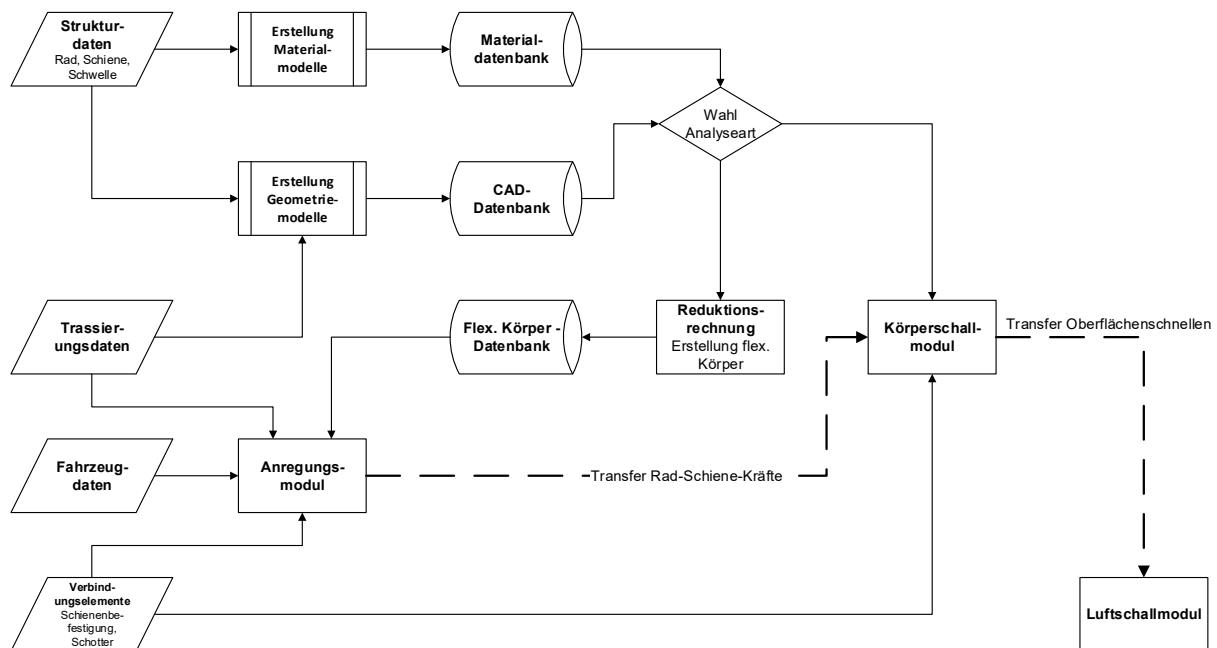 Struktur-
daten
Rad, Schiene,
Schwelle
Erstellung
Material-
modelle
Material-
datenbank
Wahl
Analyseart
Erstellung
Geometrie-
modelle
CAD-
Datenbank
Trassier-
ungsdaten
Flex. Körper -
Datenbank
Reduktions-
rechnung
Erstellung flex.
Körper
Körperschall-
modul
Transfer Oberflächenschnellen
Fahrzeug-
daten
Anregungs-
modul
Transfer Rad-Schiene-Kräfte
Verbind-
ungselemente
Schienenbe-
festigung,
Schotter
Luftschallmodul